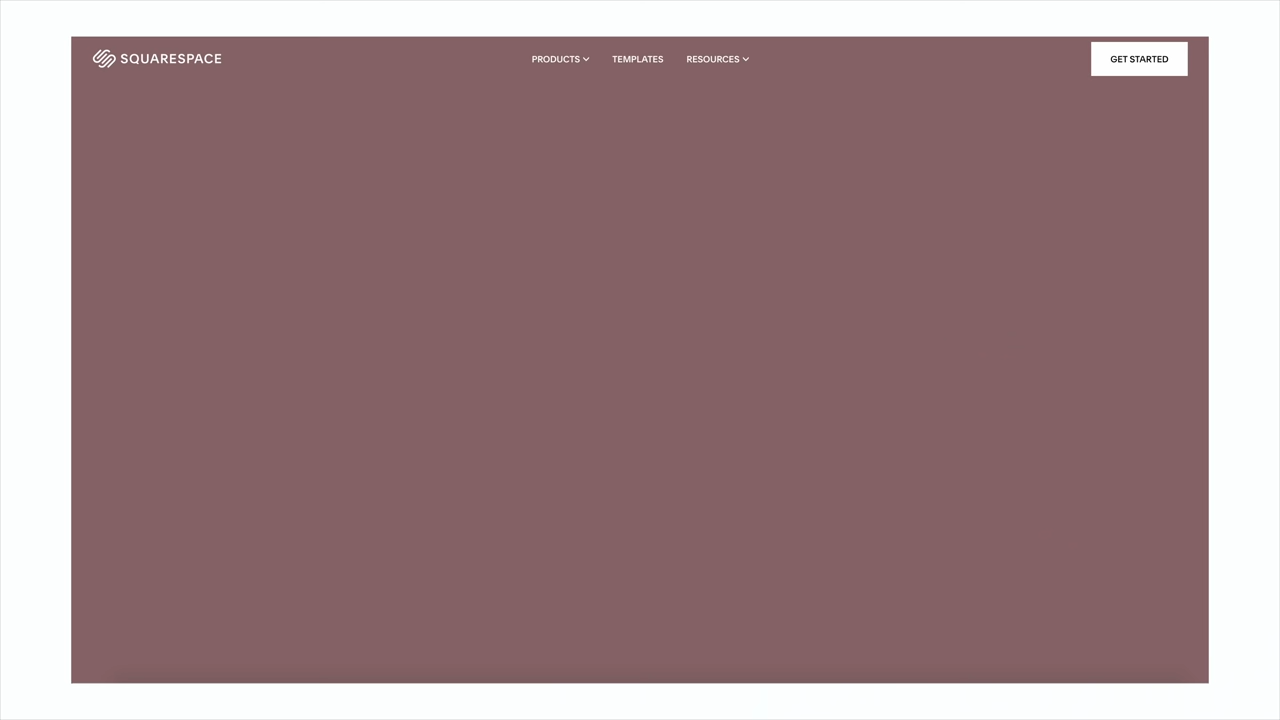 SQUARESPACE
PRODUCTS
TEMPLATES
RESOURCES
GET STARTED